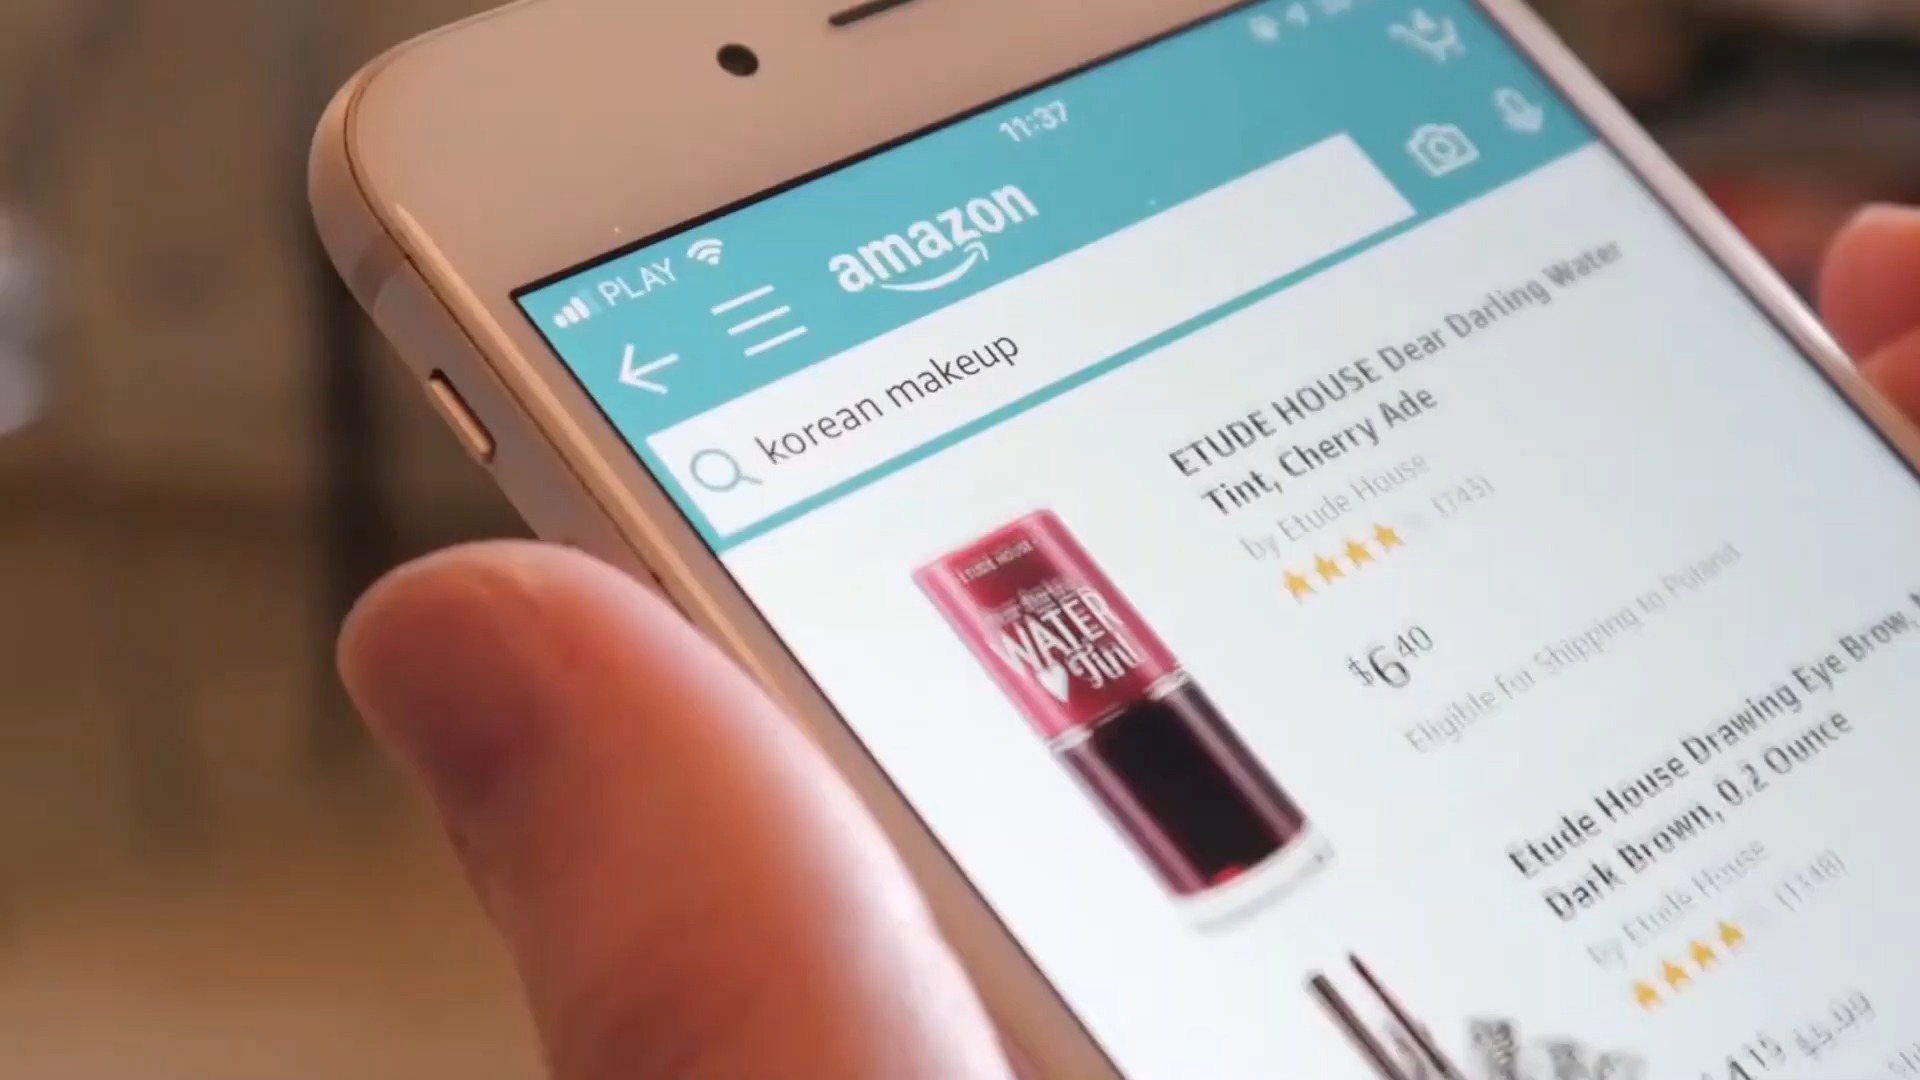 PLAY
11:37
amazon
korean makeup
ETUDE HOUSE Dear Darling Water
Tint, Cherry Ade
by Etude House
(743)
$6.40
Eligible for Shipping to Poland
ETUDE HOUSE
WATER
Tint
Etude House Drawing Eye Brow,
Dark Brown, 0.2 Ounce
by Etude House
(1348)
$5.99